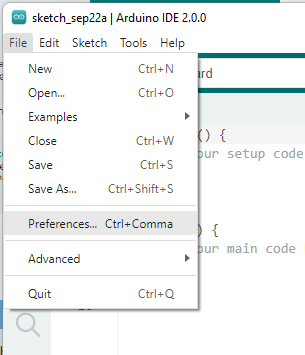 sketch_sep22a | Arduino IDE 2.0.0
File Edit Sketch Tools Help
New Ctrl+N
Open... Ctrl+O
Examples
Close Ctrl+W
Save Ctrl+S
Save As... Ctrl+Shift+S
Preferences... Ctrl+Comma
Advanced
Quit Ctrl+Q
() {
our setup code
) {
our main code